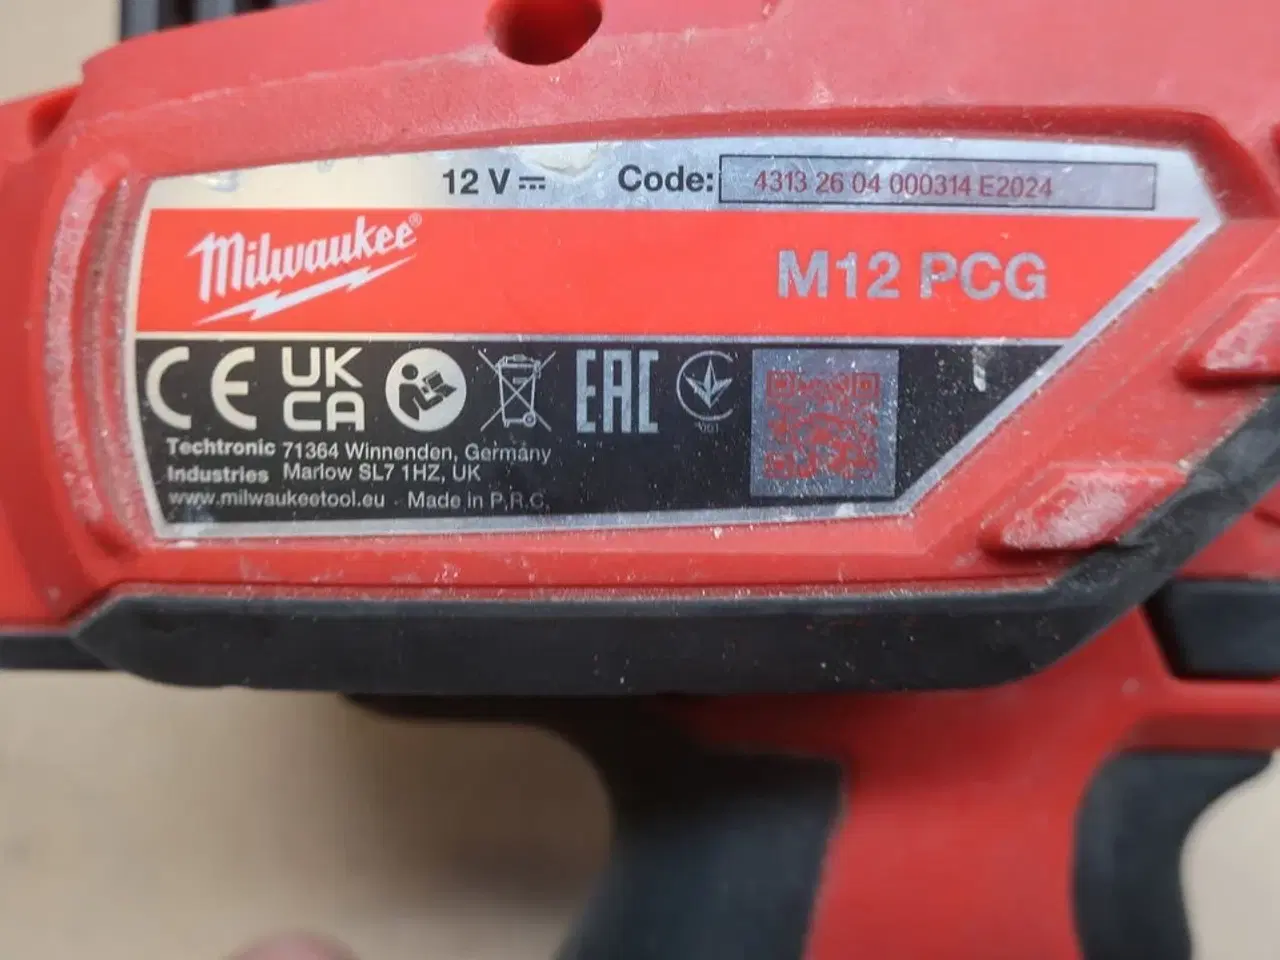 12 V Code: 4313 26 04 000314 E2024
Milwaukee®
M12 PCG
CE UK CA EAC
Techtronic 71364 Winnenden, Germany
Industries Marlow SL7 1HZ, UK
www.milwaukeetool.eu - Made in P.R.C.